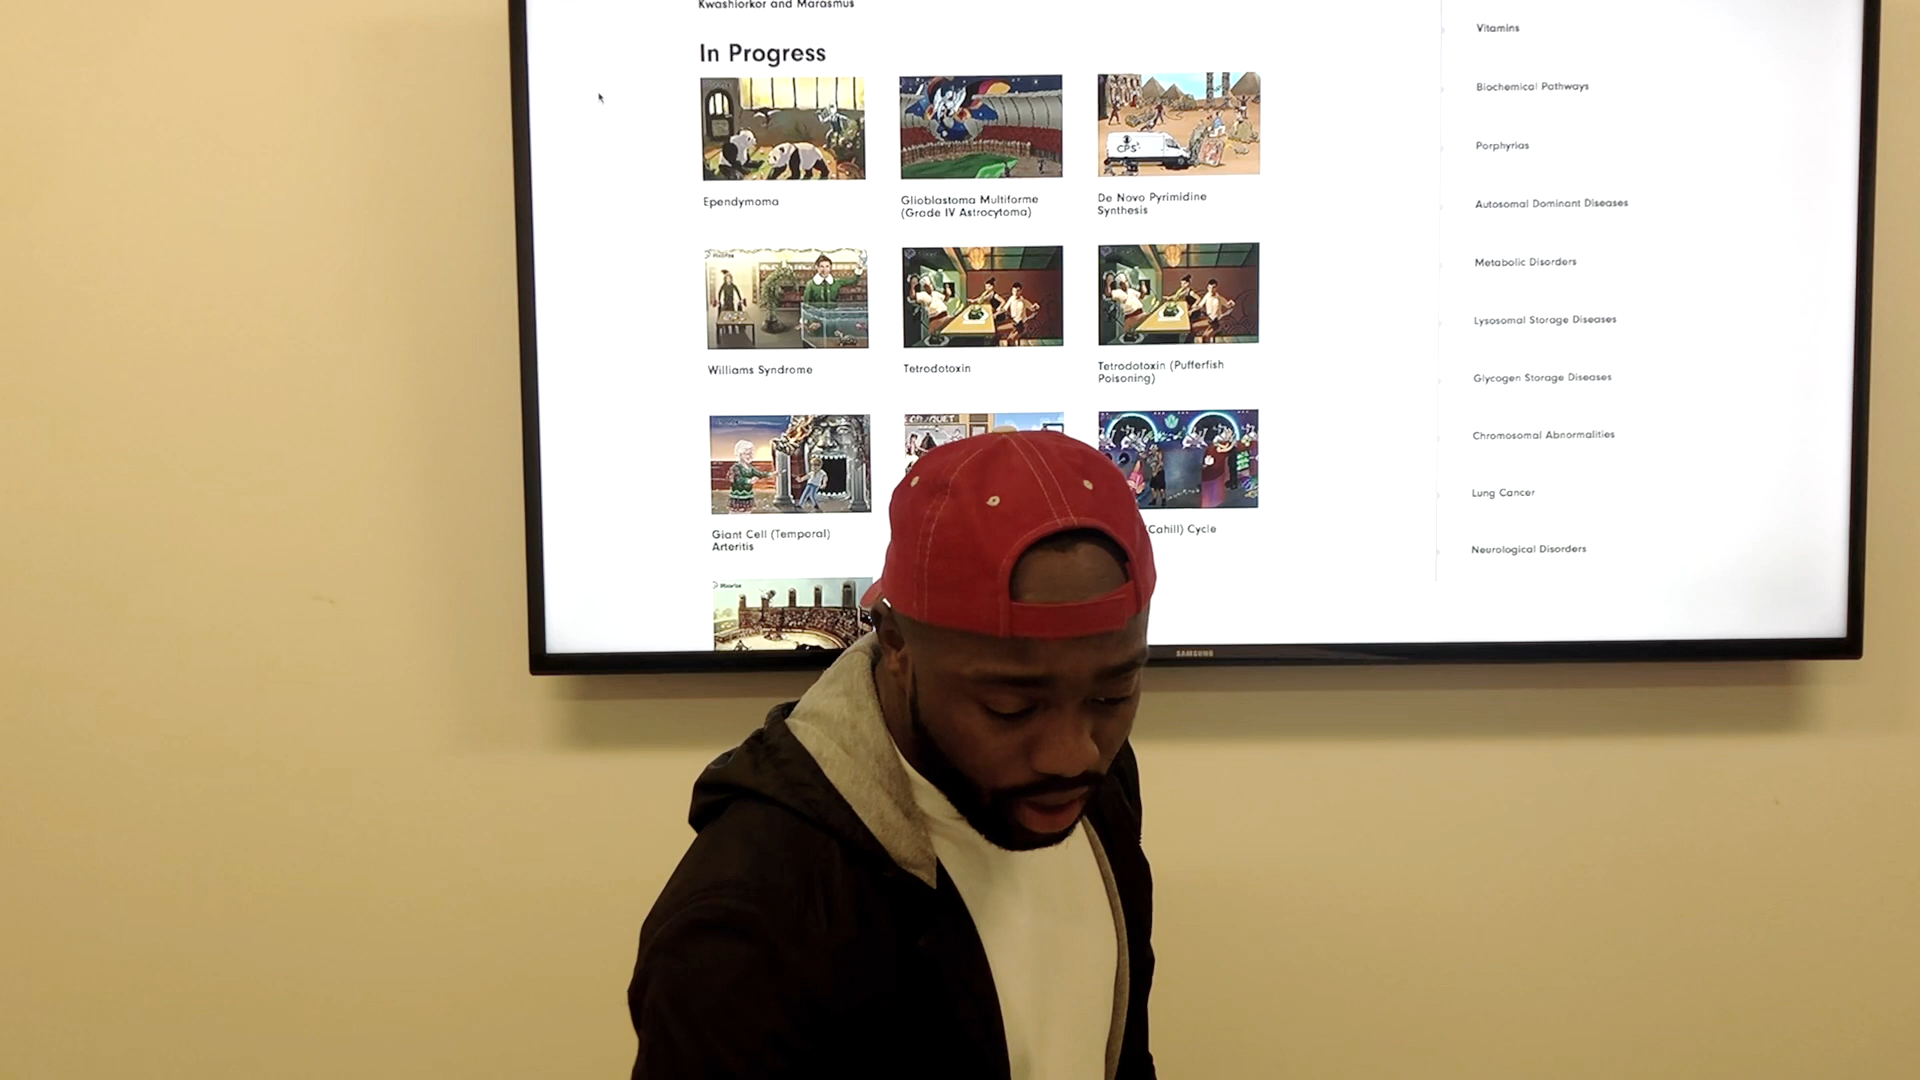 Kwashiorkor and Marasmus
In Progress
Ependymoma
Glioblastoma Multiforme
(Grade IV Astrocytoma)
De Novo Pyrimidine
Synthesis
CPS
Williams Syndrome
Tetrodotoxin
Tetrodotoxin (Pufferfish
Poisoning)
Giant Cell (Temporal)
Arteritis
(Cahill) Cycle
Vitamins
Biochemical Pathways
Porphyrias
Autosomal Dominant Diseases
Metabolic Disorders
Lysosomal Storage Diseases
Glycogen Storage Diseases
Chromosomal Abnormalities
Lung Cancer
Neurological Disorders
SAMSUNG